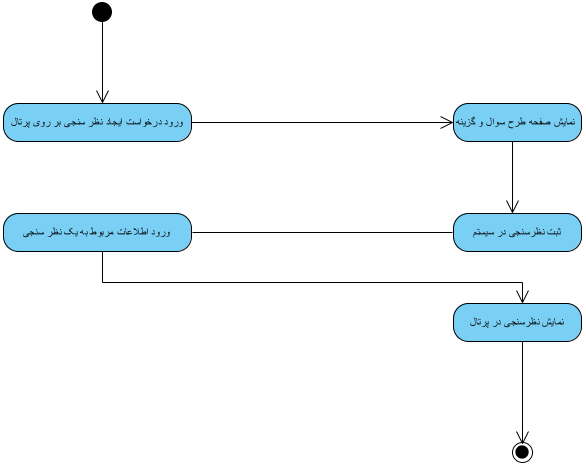 ورود درخواست ایجاد نظر سنجی بر روی پرتال
نمایش صفحه طرح سوال و گزینه
ثبت نظرسنجی در سیستم
ورود اطلاعات مربوط به یک نظر سنجی
نمایش نظرسنجی در پرتال